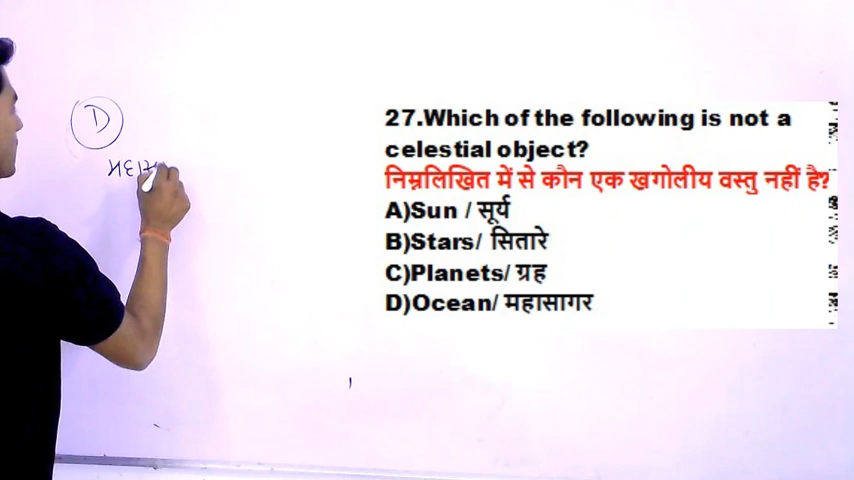 D
महास
27.Which of the following is not a
celestial object?
निम्नलिखित में से कौन एक खगोलीय वस्तु नहीं है?
A)Sun / सूर्य
B)Stars/ सितारे
C)Planets/ ग्रह
D)Ocean/ महासागर